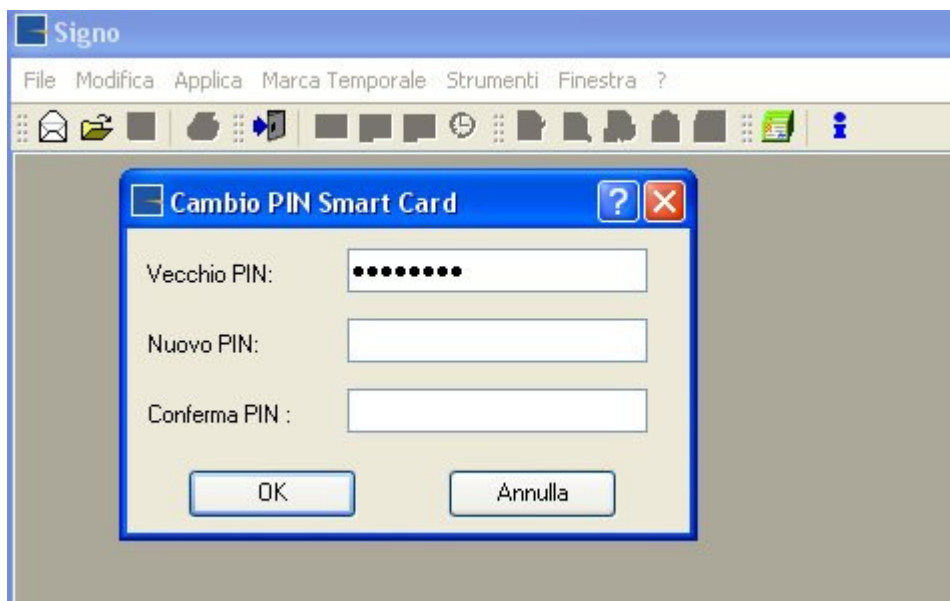 Signo
File Modifica Applica Marca Temporale Strumenti Finestra ?
Cambio PIN Smart Card
Vecchio PIN: ••••••••
Nuovo PIN:
Conferma PIN :
OK Annulla